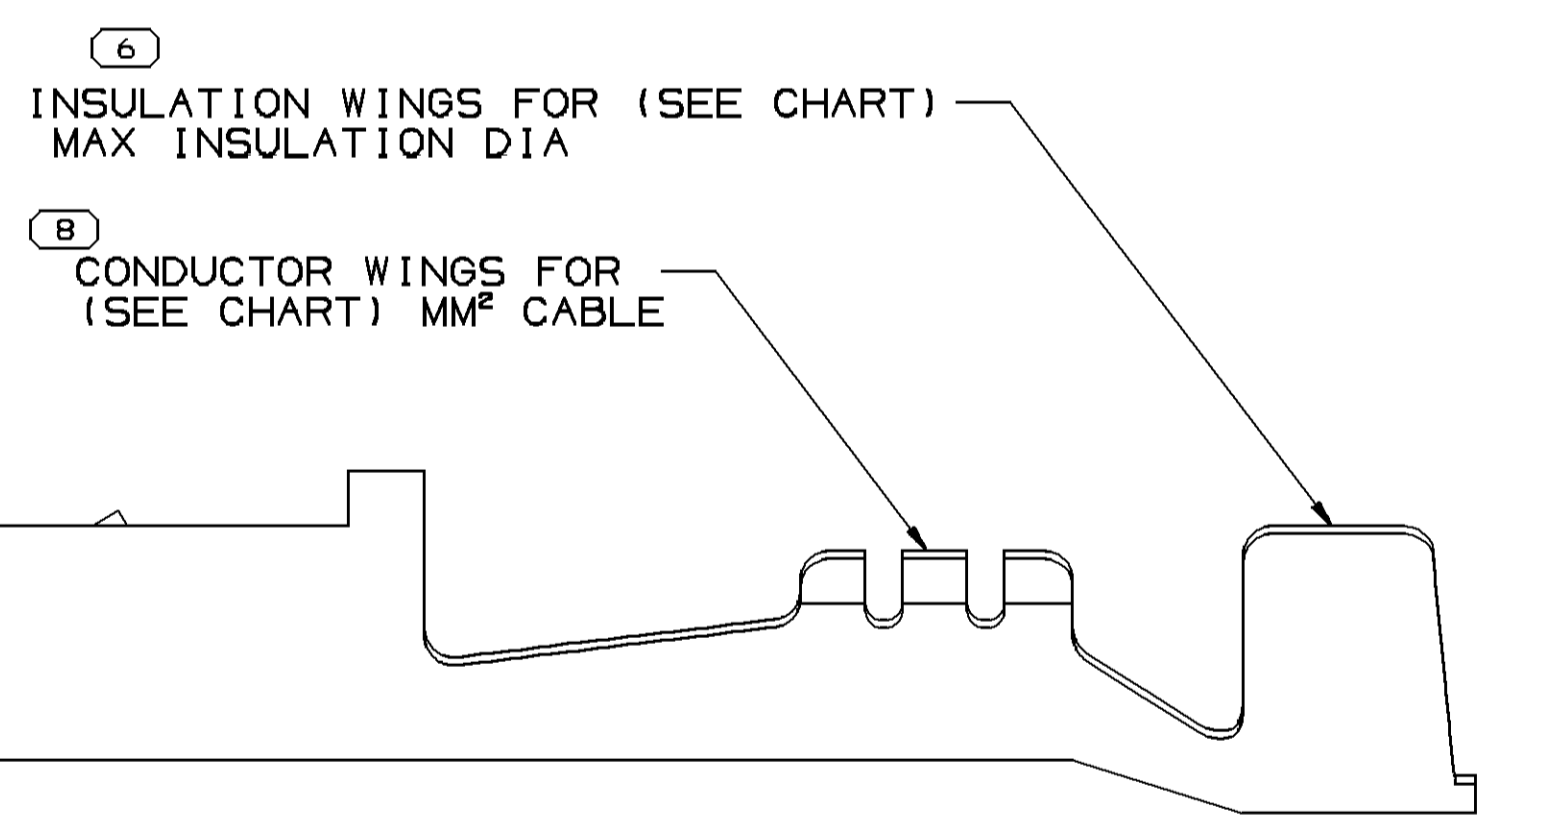 6
INSULATION WINGS FOR (SEE CHART)
MAX INSULATION DIA
8
CONDUCTOR WINGS FOR
(SEE CHART) MM² CABLE